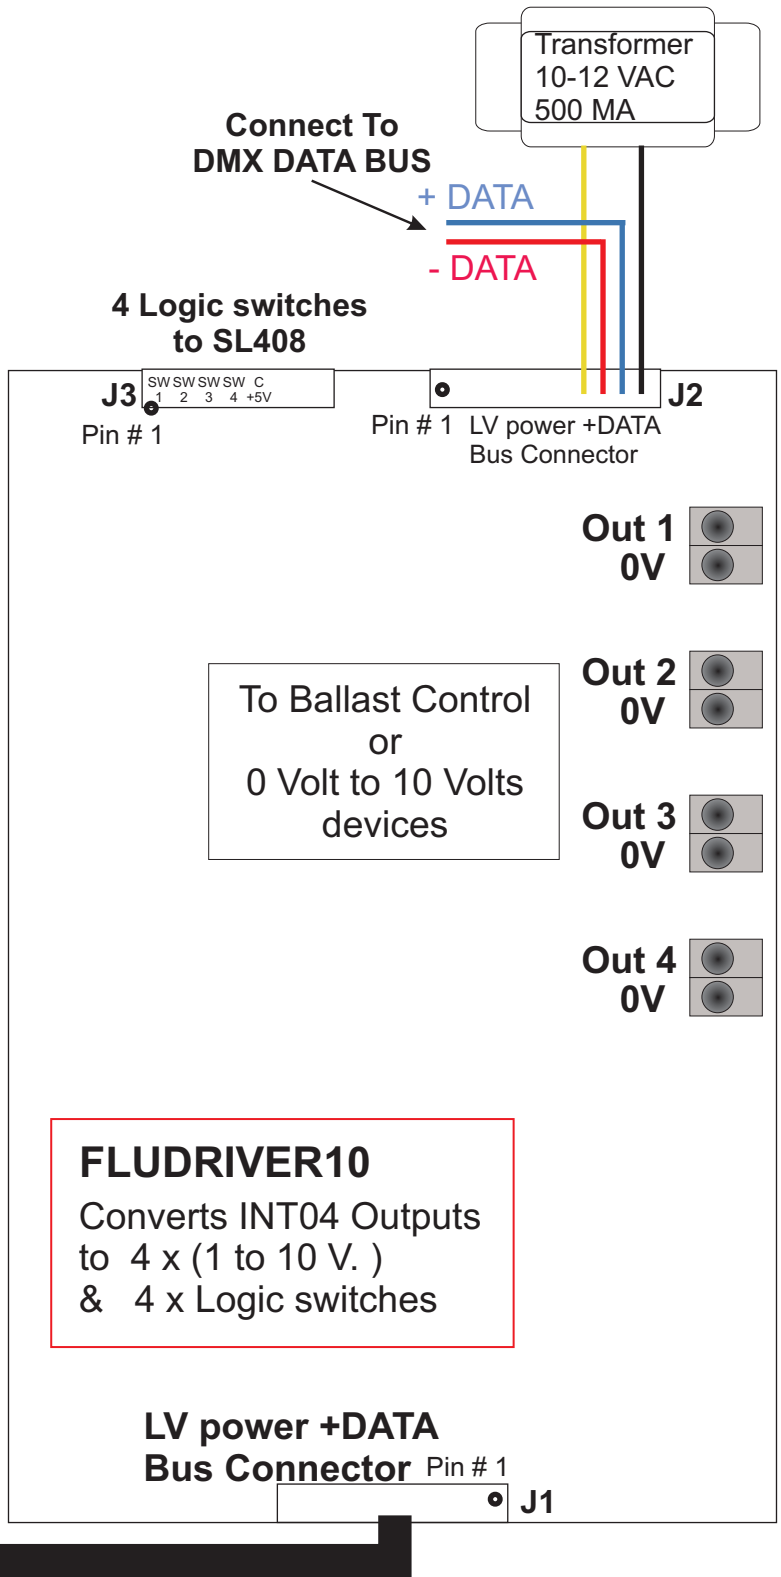 Transformer
10-12 VAC
500 MA
Connect To
DMX DATA BUS
+ DATA
- DATA
4 Logic switches
to SL408
J3
SW SW SW SW C
1 2 3 4 +5V
Pin # 1
J2
Pin # 1
LV power +DATA
Bus Connector
Out 1
0V
Out 2
0V
To Ballast Control
or
0 Volt to 10 Volts
devices
Out 3
0V
Out 4
0V
FLUDRIVER10
Converts INT04 Outputs
to 4 x (1 to 10 V. )
& 4 x Logic switches
LV power +DATA
Bus Connector
Pin # 1
J1